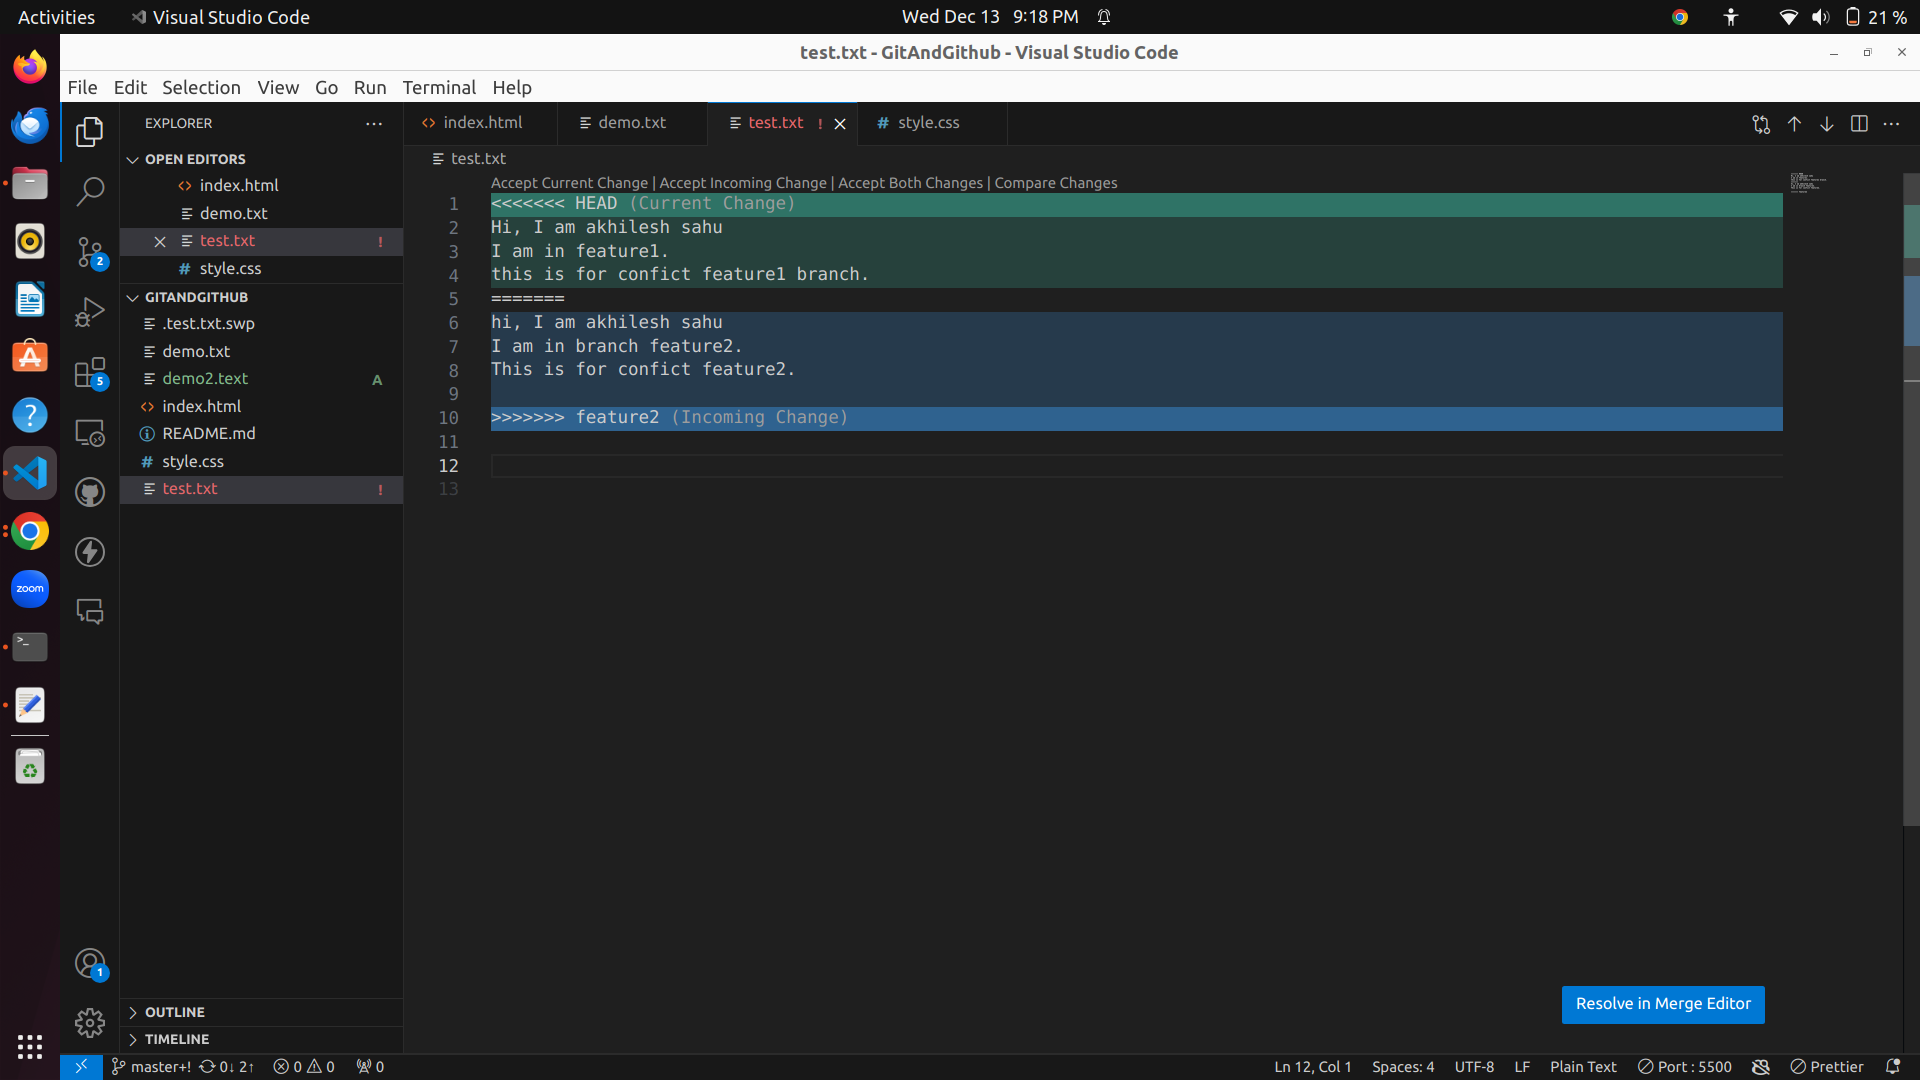 Activities
Visual Studio Code
Wed Dec 13 9:18 PM
21 %
test.txt - GitAndGithub - Visual Studio Code
File Edit Selection View Go Run Terminal Help
EXPLORER
OPEN EDITORS
index.html
demo.txt
test.txt !
style.css
GITANDGITHUB
.test.txt.swp
demo.txt
demo2.text A
index.html
README.md
style.css
test.txt !
OUTLINE
TIMELINE
2
5
1
zoom
index.html demo.txt test.txt ! style.css
test.txt
Accept Current Change | Accept Incoming Change | Accept Both Changes | Compare Changes
1 <<<<<<< HEAD (Current Change)
2 Hi, I am akhilesh sahu
3 I am in feature1.
4 this is for confict feature1 branch.
5 =======
6 hi, I am akhilesh sahu
7 I am in branch feature2.
8 This is for confict feature2.
9
10 >>>>>>> feature2 (Incoming Change)
11
12
13
Resolve in Merge Editor
master+! 0↓ 2↑ 0 0 0
Ln 12, Col 1 Spaces: 4 UTF-8 LF Plain Text Port : 5500 Prettier